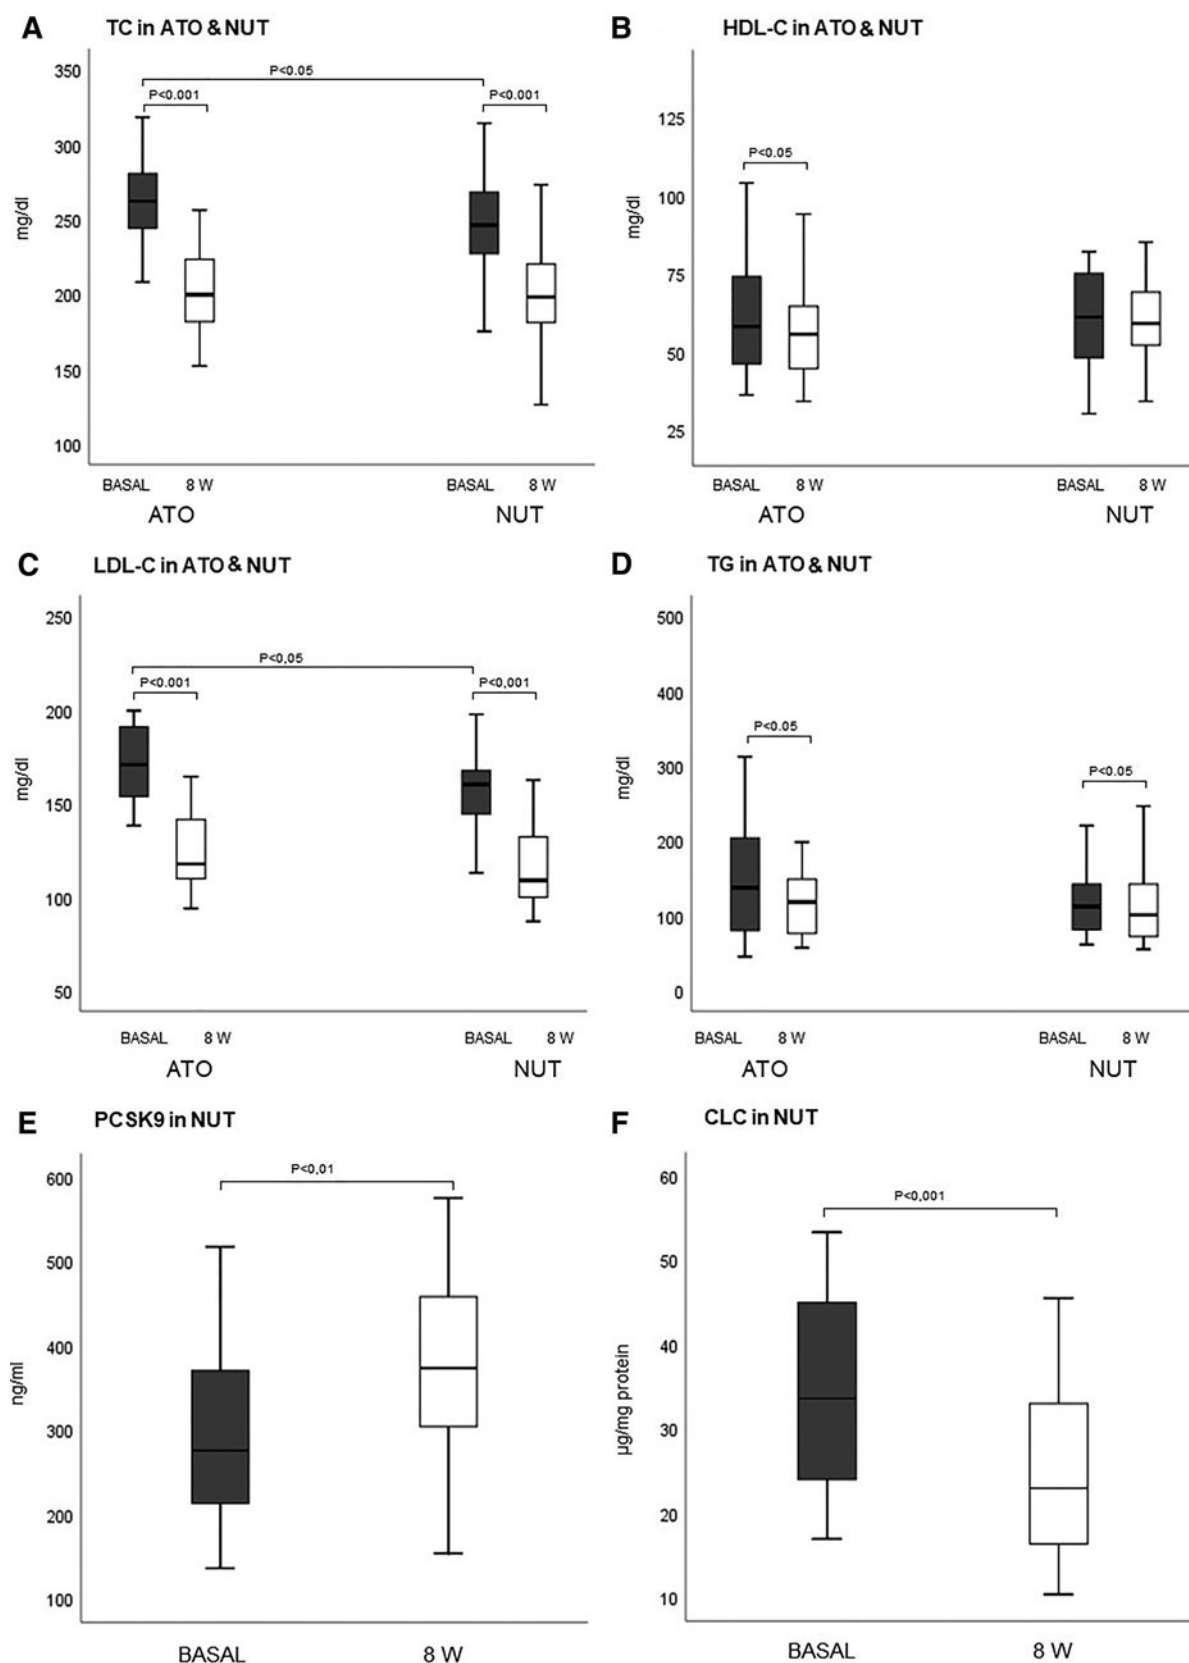 A TC in ATO & NUT
350
300
250
200
150
100
mg/dl
P<0.05
P<0.001
P<0.001
BASAL 8 W BASAL 8 W
ATO NUT
B HDL-C in ATO & NUT
125
100
75
50
25
mg/dl
P<0.05
BASAL 8 W BASAL 8 W
ATO NUT
C LDL-C in ATO & NUT
250
200
150
100
50
mg/dl
P<0,05
P<0.001
P<0,001
BASAL 8 W BASAL 8 W
ATO NUT
D TG in ATO & NUT
500
400
300
200
100
0
mg/dl
P<0.05
P<0.05
BASAL 8 W BASAL 8 W
ATO NUT
E PCSK9 in NUT
600
500
400
300
200
100
ng/ml
P<0,01
BASAL 8 W
F CLC in NUT
60
50
40
30
20
10
µg/mg protein
P<0,001
BASAL 8 W